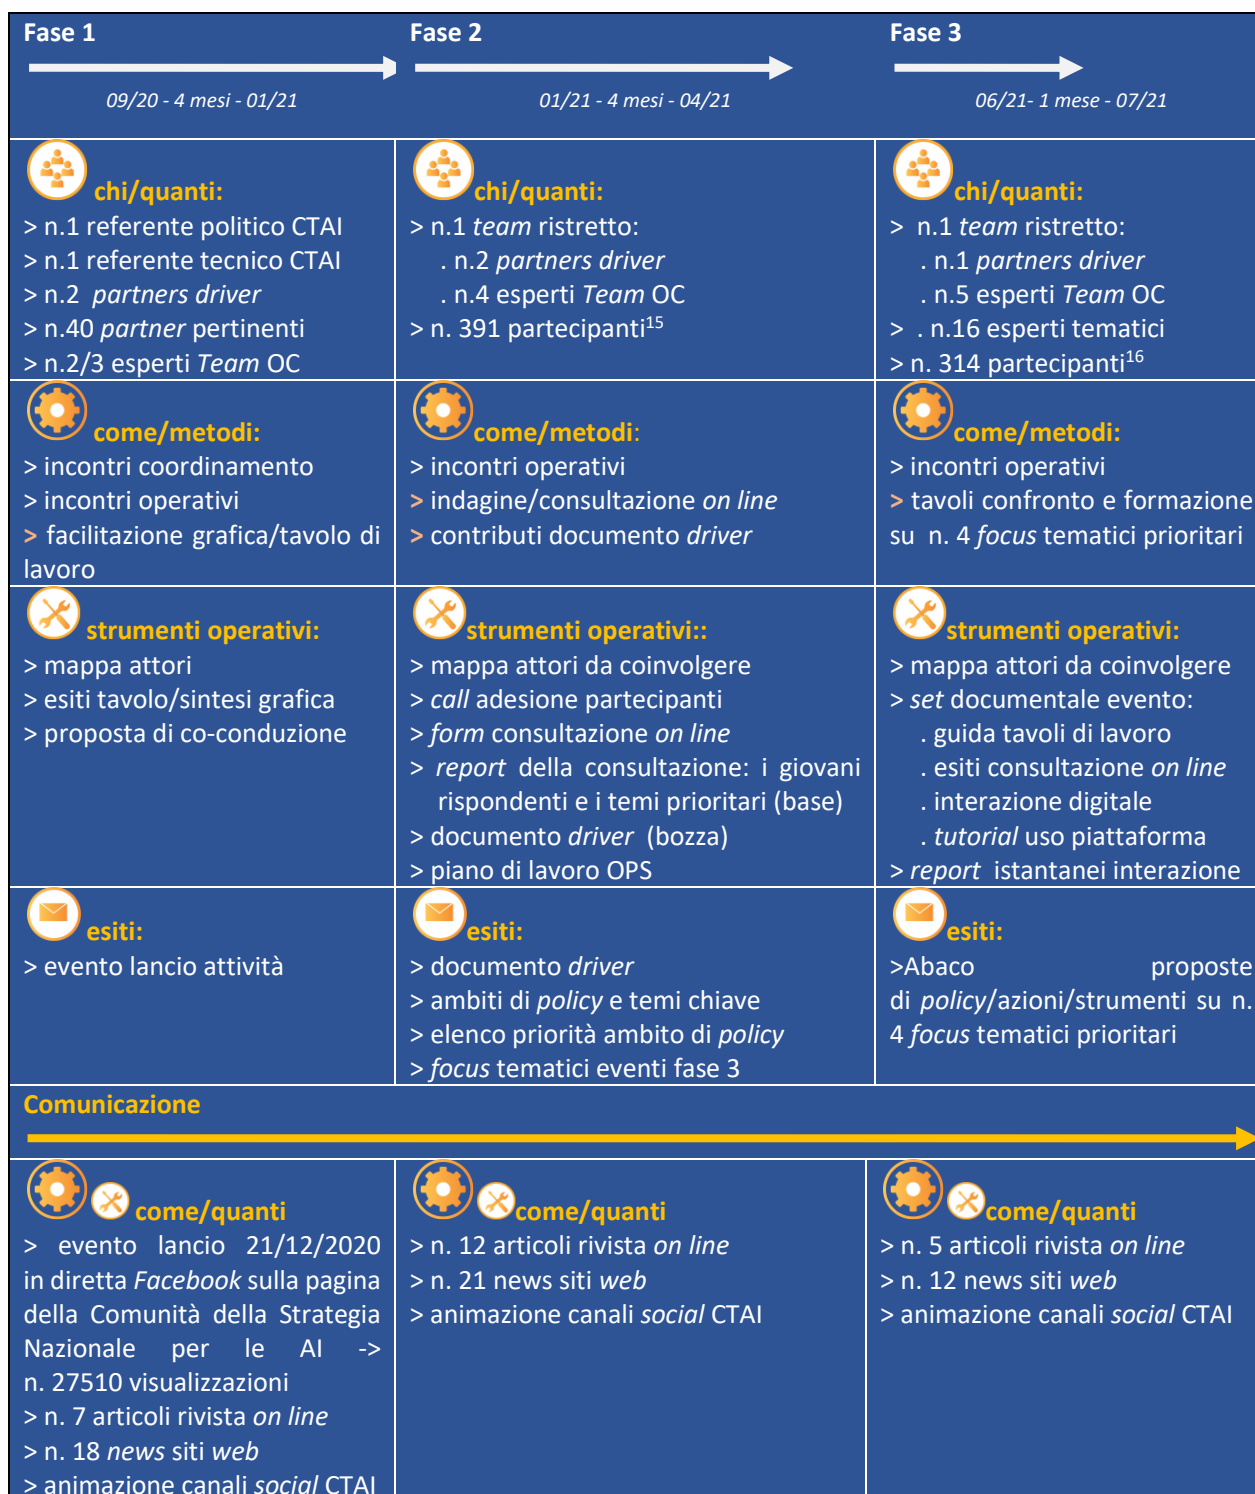 Fase 1
09/20 - 4 mesi - 01/21
Fase 2
01/21 - 4 mesi - 04/21
Fase 3
06/21- 1 mese - 07/21
chi/quanti:
> n.1 referente politico CTAI
> n.1 referente tecnico CTAI
> n.2 partners driver
> n.40 partner pertinenti
> n.2/3 esperti Team OC
chi/quanti:
> n.1 team ristretto:
. n.2 partners driver
. n.4 esperti Team OC
> n. 391 partecipanti15
chi/quanti:
> n.1 team ristretto:
. n.1 partners driver
. n.5 esperti Team OC
> . n.16 esperti tematici
> n. 314 partecipanti16
come/metodi:
> incontri coordinamento
> incontri operativi
> facilitazione grafica/tavolo di
lavoro
come/metodi:
> incontri operativi
> indagine/consultazione on line
> contributi documento driver
come/metodi:
> incontri operativi
> tavoli confronto e formazione
su n. 4 focus tematici prioritari
strumenti operativi:
> mappa attori
> esiti tavolo/sintesi grafica
> proposta di co-conduzione
strumenti operativi::
> mappa attori da coinvolgere
> call adesione partecipanti
> form consultazione on line
> report della consultazione: i giovani
rispondenti e i temi prioritari (base)
> documento driver (bozza)
> piano di lavoro OPS
strumenti operativi:
> mappa attori da coinvolgere
> set documentale evento:
. guida tavoli di lavoro
. esiti consultazione on line
. interazione digitale
. tutorial uso piattaforma
> report istantanei interazione
esiti:
> evento lancio attività
esiti:
> documento driver
> ambiti di policy e temi chiave
> elenco priorità ambito di policy
> focus tematici eventi fase 3
esiti:
>Abaco proposte
di policy/azioni/strumenti su n.
4 focus tematici prioritari
Comunicazione
come/quanti
> evento lancio 21/12/2020
in diretta Facebook sulla pagina
della Comunità della Strategia
Nazionale per le AI ->
n. 27510 visualizzazioni
> n. 7 articoli rivista on line
> n. 18 news siti web
> animazione canali social CTAI
come/quanti
> n. 12 articoli rivista on line
> n. 21 news siti web
> animazione canali social CTAI
come/quanti
> n. 5 articoli rivista on line
> n. 12 news siti web
> animazione canali social CTAI